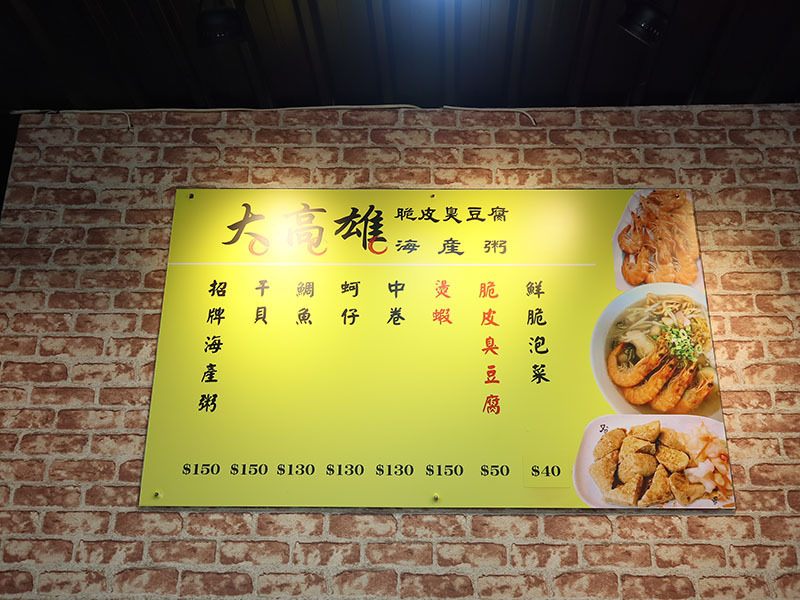 大高雄 脆皮臭豆腐
海產粥
鮮脆泡菜 $40
脆皮臭豆腐 $50
燙蝦 $150
中卷 $130
蚵仔 $130
鯛魚 $130
干貝 $150
招牌海產粥 $150